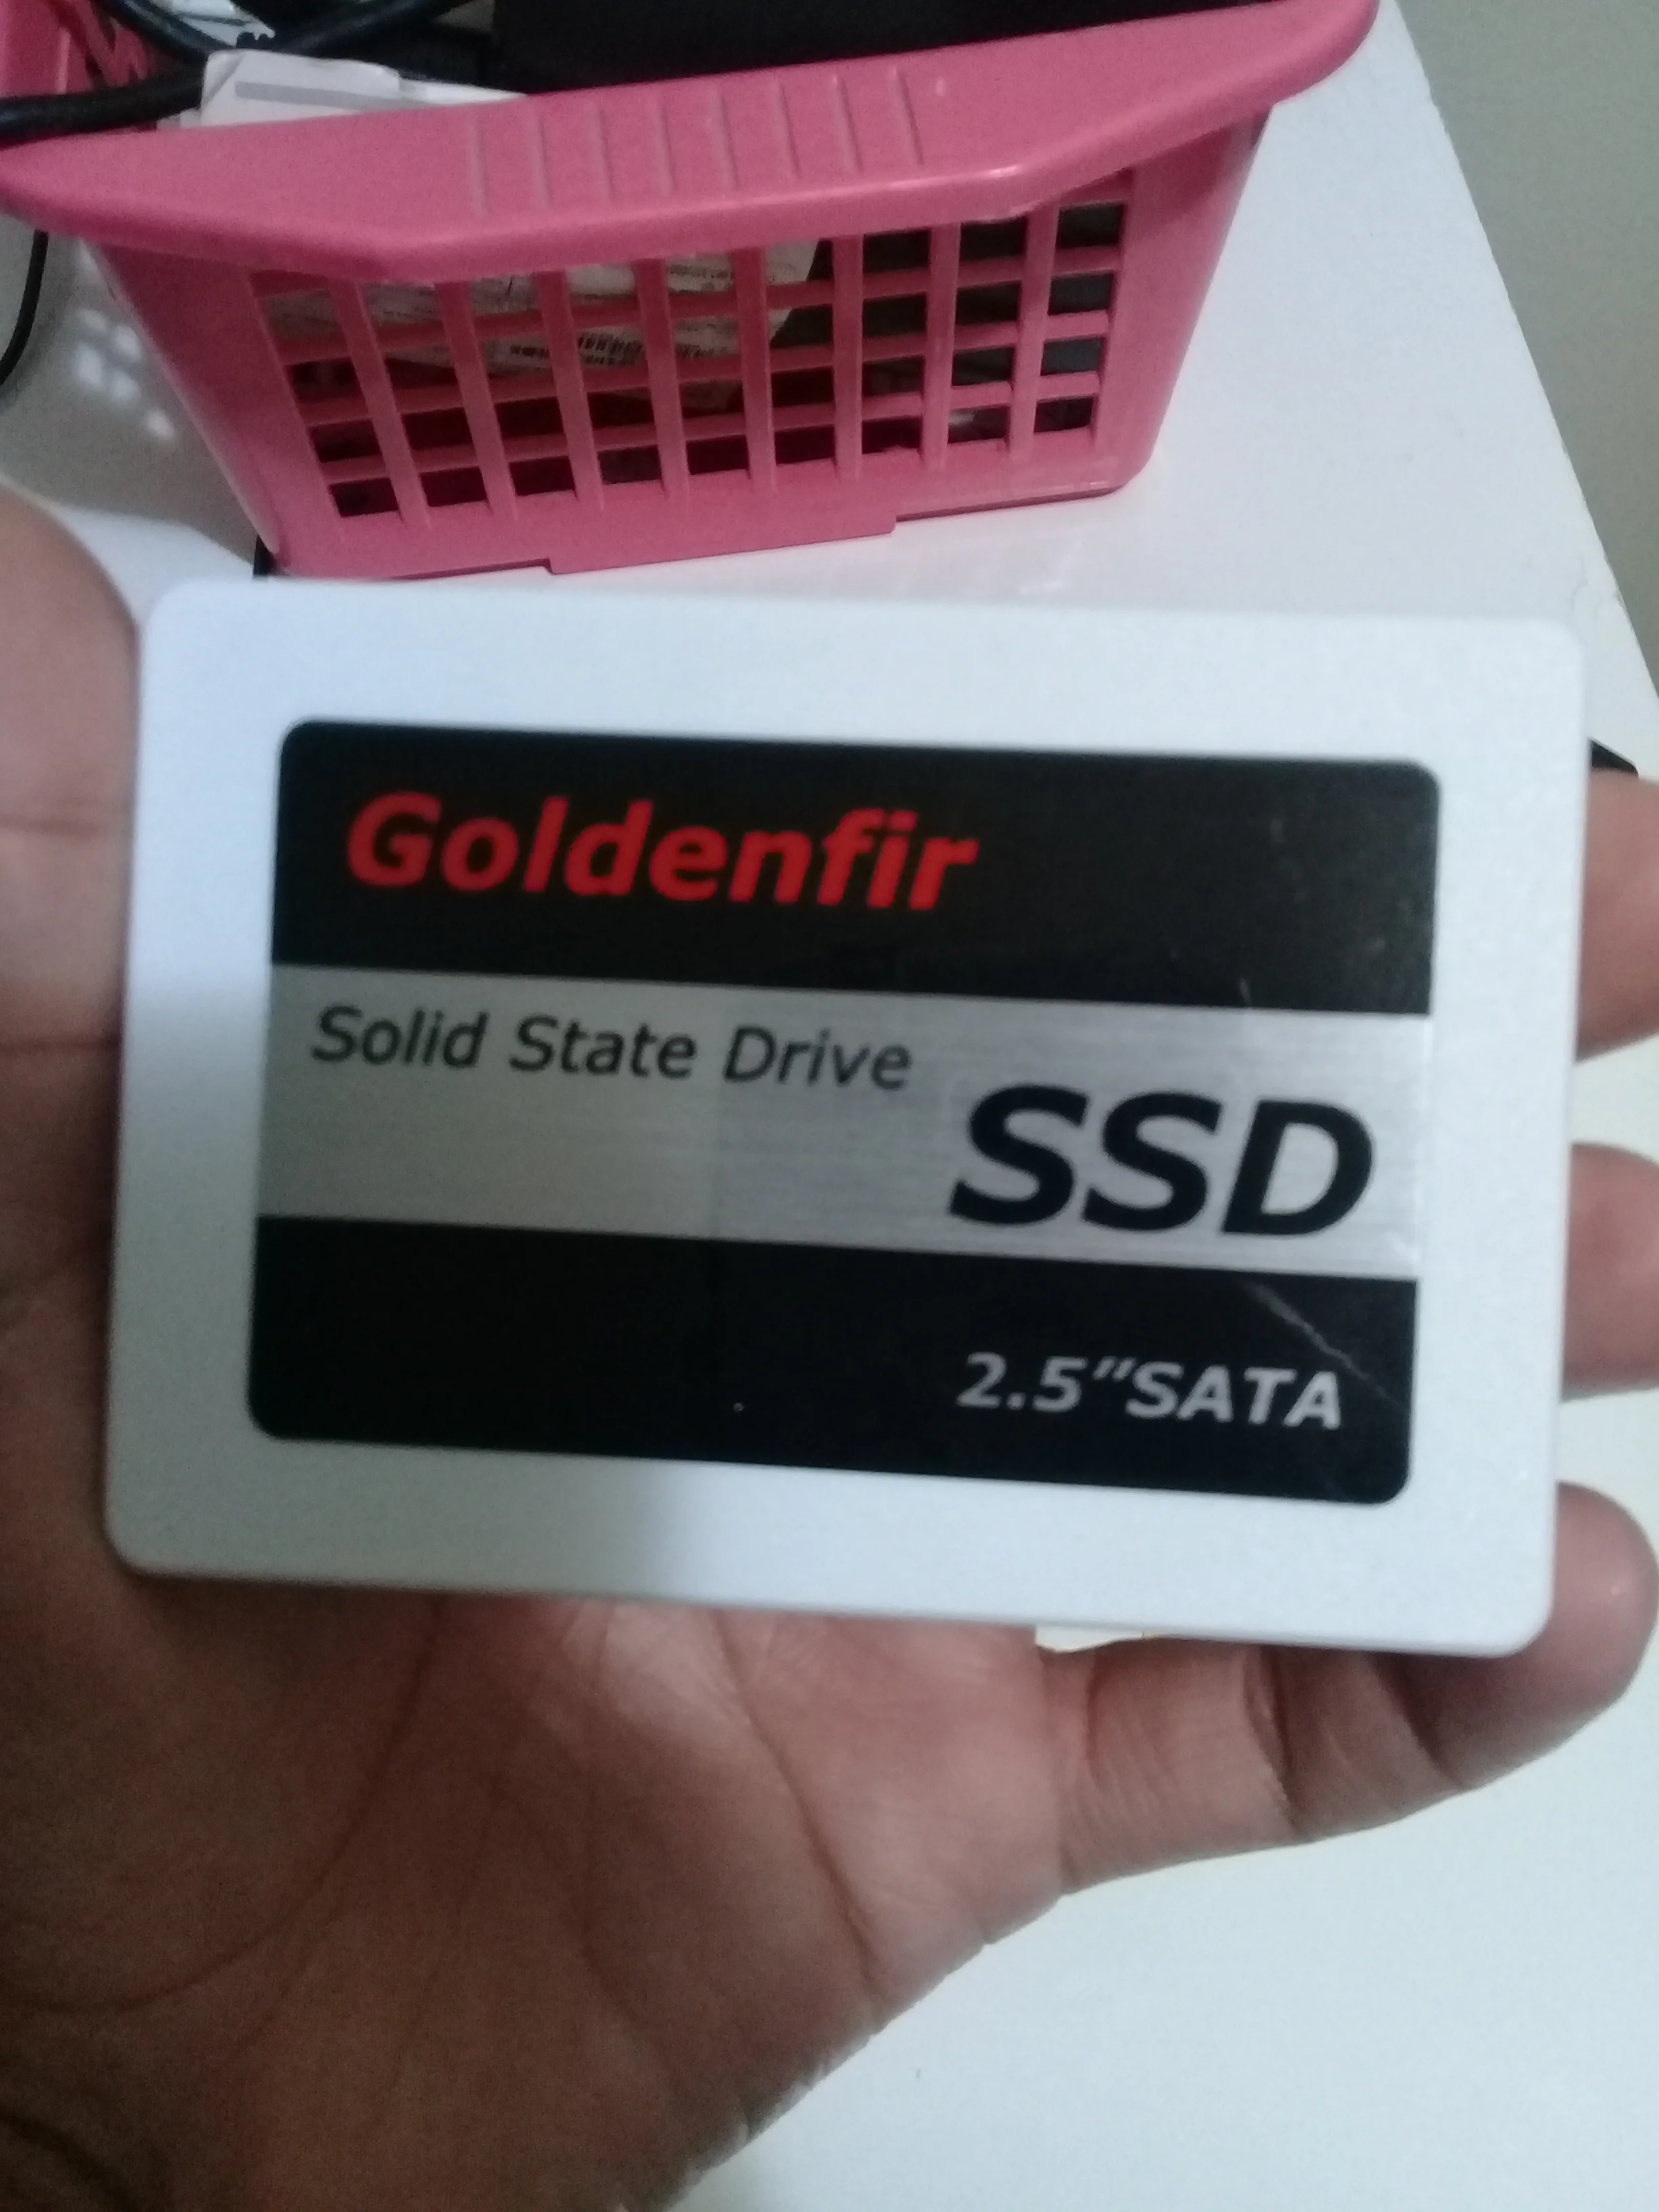 Goldenfir
Solid State Drive
SSD
2.5”SATA